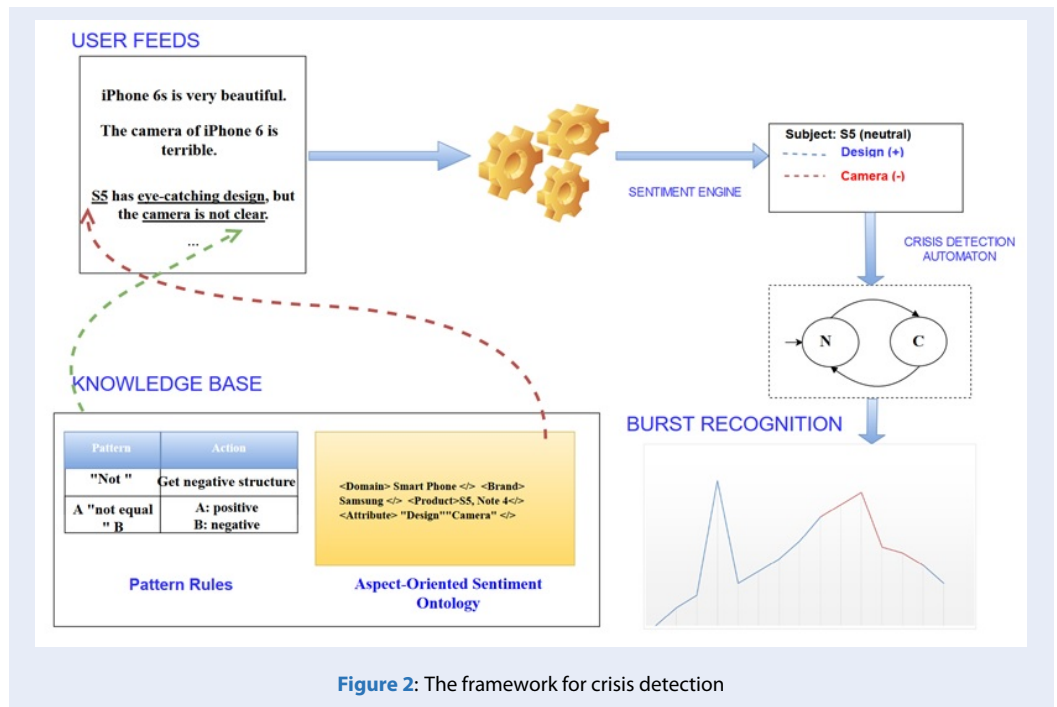 USER FEEDS
iPhone 6s is very beautiful.
The camera of iPhone 6 is
terrible.
S5 has eye-catching design, but
the camera is not clear.
...
SENTIMENT ENGINE
Subject: S5 (neutral)
Design (+)
Camera (-)
CRISIS DETECTION
AUTOMATON
N
C
KNOWLEDGE BASE
Pattern Action
"Not " Get negative structure
A "not equal
" B
A: positive
B: negative
Pattern Rules
<Domain> Smart Phone </> <Brand>
Samsung </> <Product>S5, Note 4</>
<Attribute> "Design""Camera" </>
Aspect-Oriented Sentiment
Ontology
BURST RECOGNITION
Figure 2: The framework for crisis detection